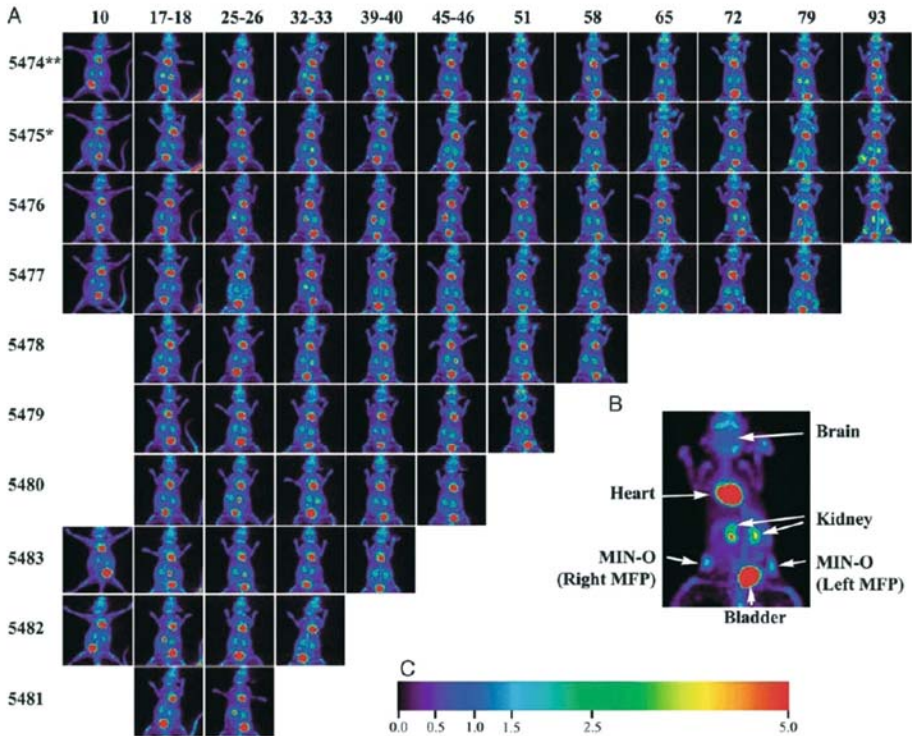 A
10 17-18 25-26 32-33 39-40 45-46 51 58 65 72 79 93
5474**
5475*
5476
5477
5478
5479
5480
5483
5482
5481
B
Brain
Heart
Kidney
MIN-O
(Right MFP)
MIN-O
(Left MFP)
Bladder
C
0.0 0.5 1.0 1.5 2.5 5.0